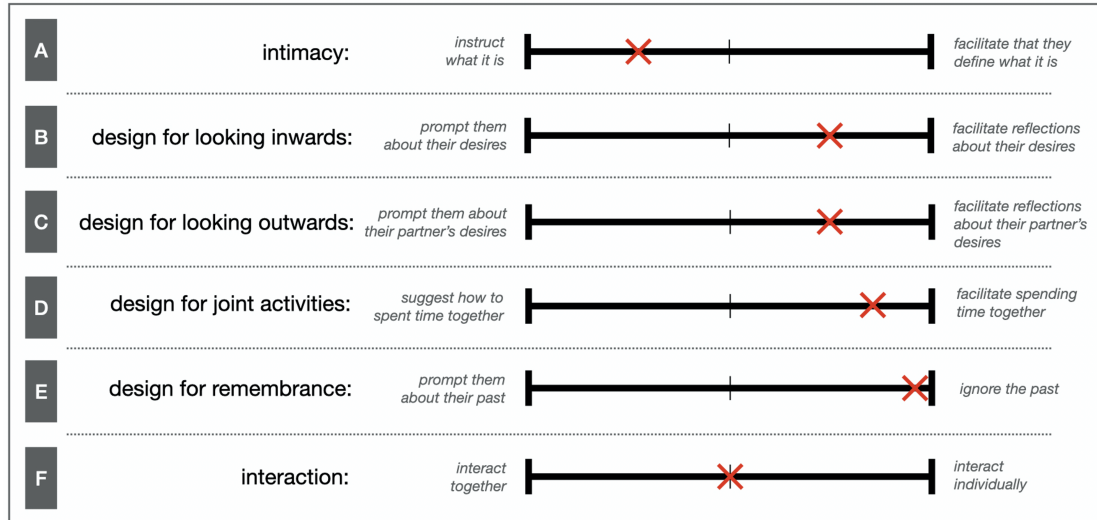 A
intimacy:
instruct
what it is
facilitate that they
define what it is
B
design for looking inwards:
prompt them
about their desires
facilitate reflections
about their desires
C
design for looking outwards:
prompt them about
their partner's desires
facilitate reflections
about their partner's
desires
D
design for joint activities:
suggest how to
spent time together
facilitate spending
time together
E
design for remembrance:
prompt them
about their past
ignore the past
F
interaction:
interact
together
interact
individually